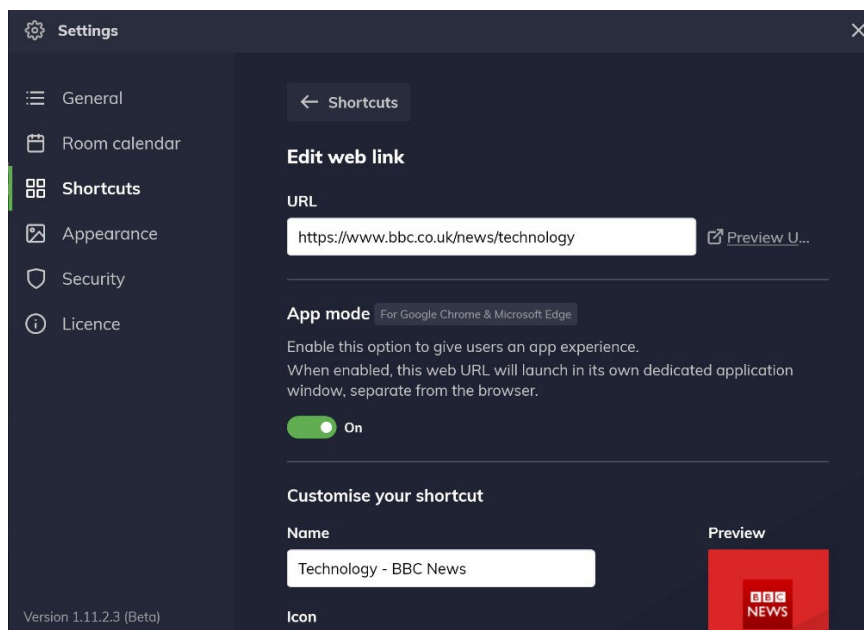 Settings
General
Room calendar
Shortcuts
Appearance
Security
Licence
Version 1.11.2.3 (Beta)
Shortcuts
Edit web link
URL
https://www.bbc.co.uk/news/technology
Preview U...
App mode For Google Chrome & Microsoft Edge
Enable this option to give users an app experience.
When enabled, this web URL will launch in its own dedicated application
window, separate from the browser.
On
Customise your shortcut
Name
Technology - BBC News
Icon
Preview
BBC
NEWS